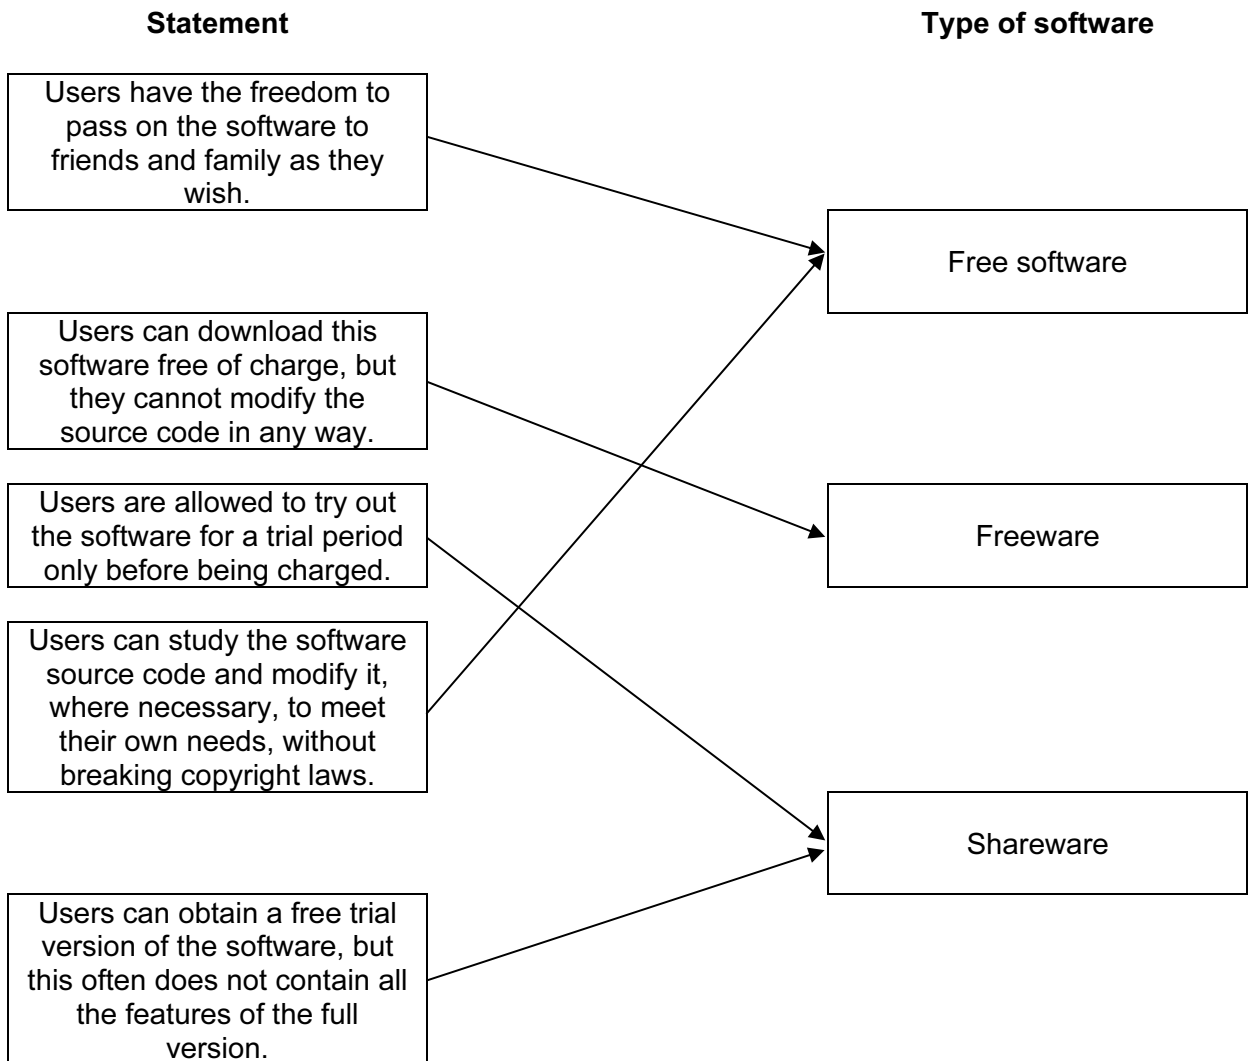 Statement
Type of software
Users have the freedom to
pass on the software to
friends and family as they
wish.
Free software
Users can download this
software free of charge, but
they cannot modify the
source code in any way.
Users are allowed to try out
the software for a trial period
only before being charged.
Freeware
Users can study the software
source code and modify it,
where necessary, to meet
their own needs, without
breaking copyright laws.
Shareware
Users can obtain a free trial
version of the software, but
this often does not contain all
the features of the full
version.